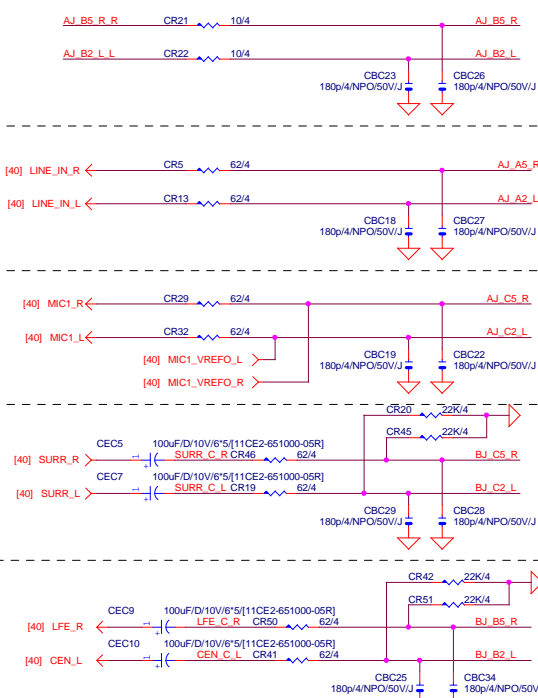 AJ_B5_R_R CR21 10/4 AJ_B5_R
AJ_B2_L_L CR22 10/4 AJ_B2_L
CBC23 CBC26
180p/4/NPO/50V/J 180p/4/NPO/50V/J
[40] LINE_IN_R CR5 62/4 AJ_A5_R
[40] LINE_IN_L CR13 62/4 AJ_A2_L
CBC18 CBC27
180p/4/NPO/50V/J 180p/4/NPO/50V/J
[40] MIC1_R CR29 62/4 AJ_C5_R
[40] MIC1_L CR32 62/4 AJ_C2_L
[40] MIC1_VREFO_L
CBC19 CBC22
180p/4/NPO/50V/J 180p/4/NPO/50V/J
[40] MIC1_VREFO_R
CR20 22K/4
CR45 22K/4
CEC5 100uF/D/10V/6*5/[11CE2-651000-05R]
[40] SURR_R 1 + SURR_C_R CR46 62/4 BJ_C5_R
CEC7 100uF/D/10V/6*5/[11CE2-651000-05R]
[40] SURR_L 1 + SURR_C_L CR19 62/4 BJ_C2_L
CBC29 CBC28
180p/4/NPO/50V/J 180p/4/NPO/50V/J
CR42 22K/4
CR51 22K/4
CEC9 100uF/D/10V/6*5/[11CE2-651000-05R]
[40] LFE_R 1 + LFE_C_R CR50 62/4 BJ_B5_R
CEC10 100uF/D/10V/6*5/[11CE2-651000-05R]
[40] CEN_L 1 + CEN_C_L CR41 62/4 BJ_B2_L
CBC25 CBC34
180p/4/NPO/50V/J 180p/4/NPO/50V